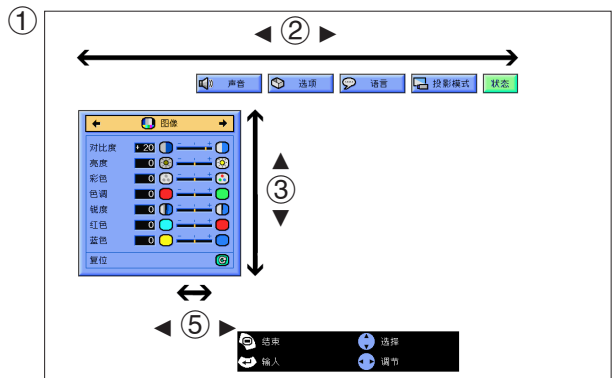 ①
◀ ② ▶
声音 选项 语言 投影模式 状态
图像
对比度 +20 - +
亮度 0 - +
彩色 0 - +
色调 0 - +
锐度 0 - +
红色 0 - +
蓝色 0 - +
复位
▲
③
▼
◀ ⑤ ▶
结束 选择
输入 调节